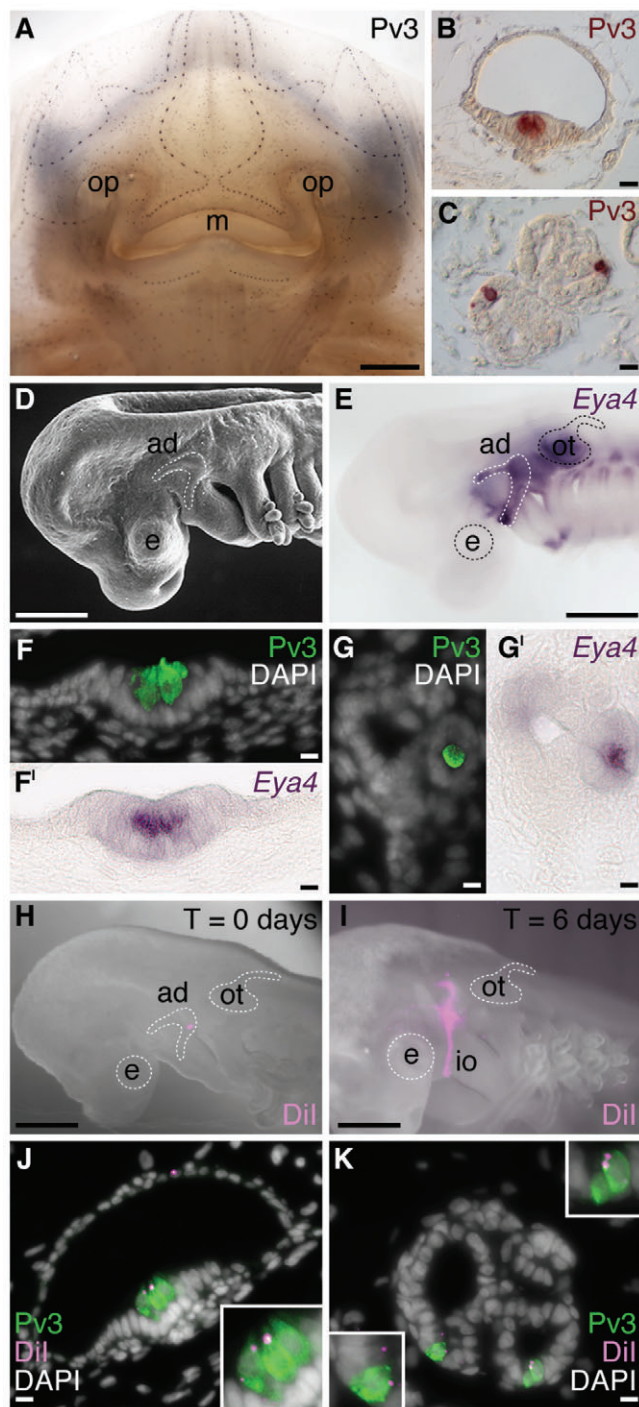 A Pv3
op op
m
B Pv3
C Pv3
D
ad
e
E Eya4
ad ot
e
F Pv3
DAPI
F' Eya4
G Pv3
DAPI
G' Eya4
H T = 0 days
ad ot
e
DiI
I T = 6 days
ot
e
io
DiI
J
Pv3
DiI
DAPI
K
Pv3
DiI
DAPI